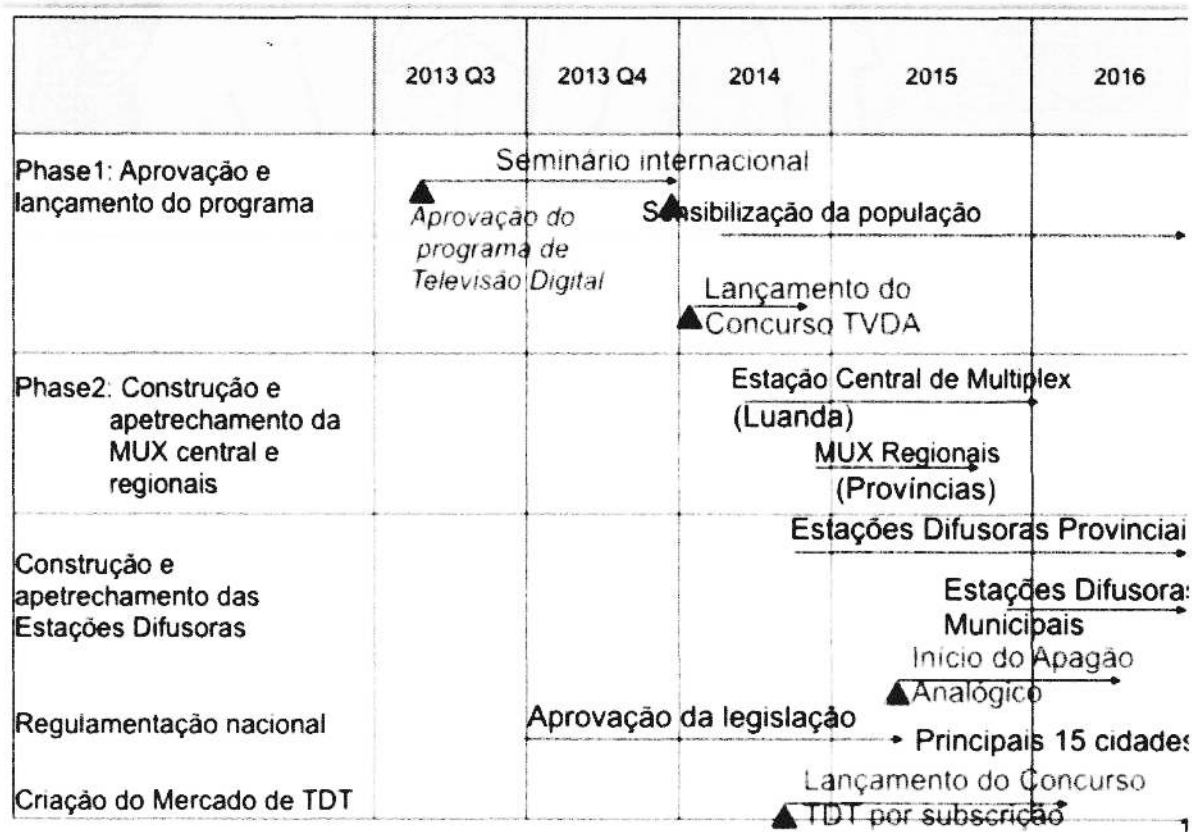 2013 Q3 2013 Q4 2014 2015 2016
Phase1: Aprovação e
lançamento do programa
Seminário internacional
Aprovação do
programa de
Televisão Digital
Sensibilização da população
Lançamento do
Concurso TVDA
Phase2: Construção e
apetrechamento da
MUX central e
regionais
Estação Central de Multiplex
(Luanda)
MUX Regionais
(Províncias)
Construção e
apetrechamento das
Estações Difusoras
Estações Difusoras Provinciai
Estações Difusoras
Municipais
Início do Apagão
Analógico
Regulamentação nacional
Aprovação da legislação
Principais 15 cidades
Criação do Mercado de TDT
Lançamento do Concurso
TDT por subscrição
1